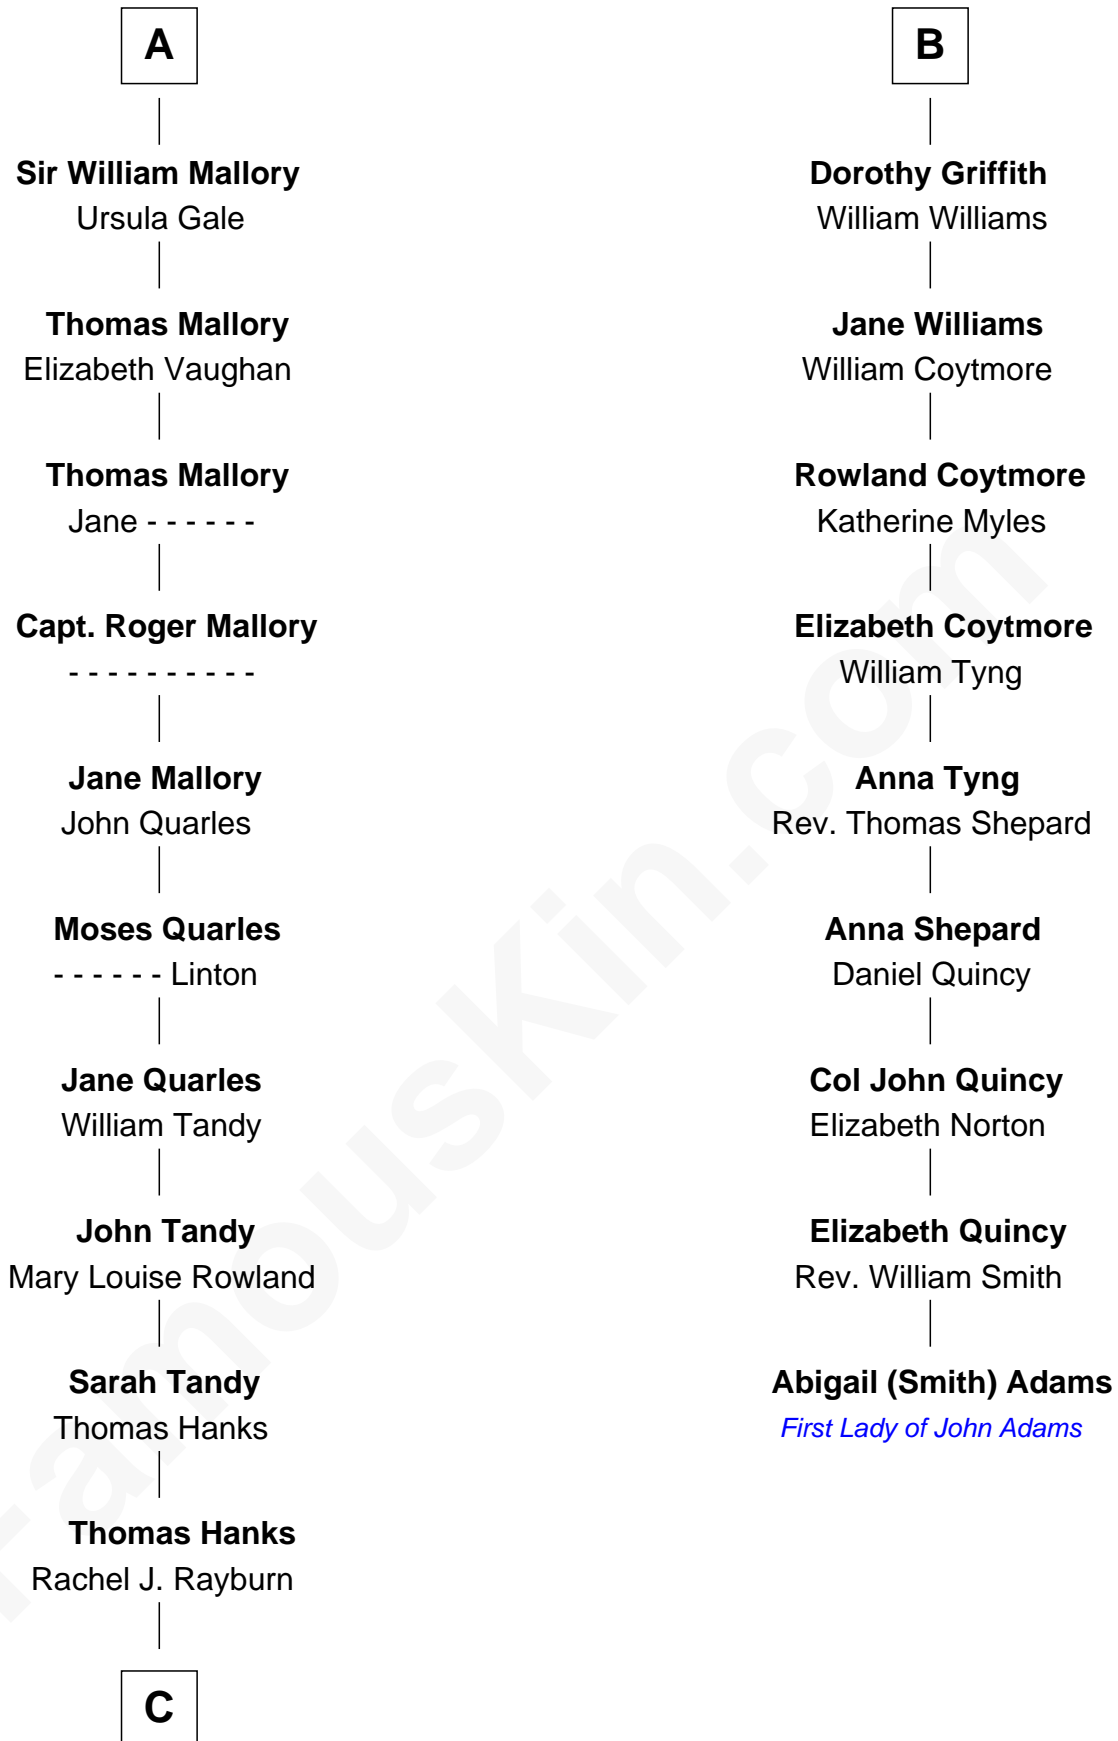 A
Sir William Mallory
Ursula Gale
Thomas Mallory
Elizabeth Vaughan
Thomas Mallory
Jane - - - - - -
Capt. Roger Mallory
- - - - - - - - - -
Jane Mallory
John Quarles
Moses Quarles
- - - - - - Linton
Jane Quarles
William Tandy
John Tandy
Mary Louise Rowland
Sarah Tandy
Thomas Hanks
Thomas Hanks
Rachel J. Rayburn
C
B
Dorothy Griffith
William Williams
Jane Williams
William Coytmore
Rowland Coytmore
Katherine Myles
Elizabeth Coytmore
William Tyng
Anna Tyng
Rev. Thomas Shepard
Anna Shepard
Daniel Quincy
Col John Quincy
Elizabeth Norton
Elizabeth Quincy
Rev. William Smith
Abigail (Smith) Adams
First Lady of John Adams
FamousKin.com